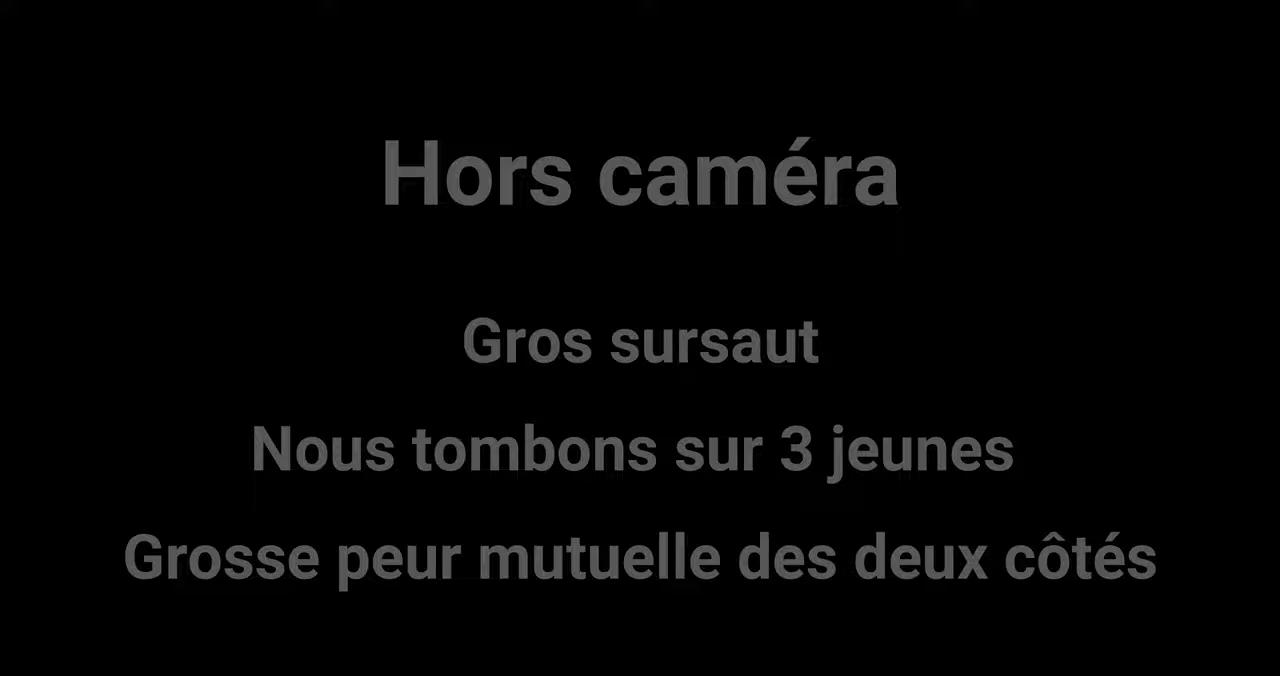 Hors caméra
Gros sursaut
Nous tombons sur 3 jeunes
Grosse peur mutuelle des deux côtés